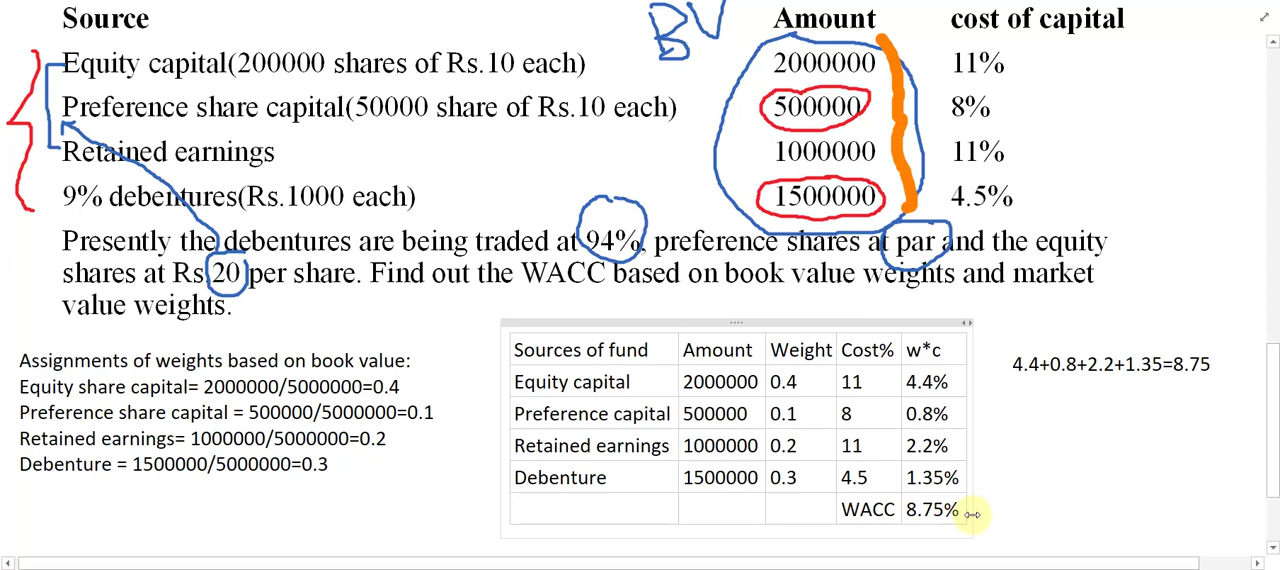 BV
Source Amount cost of capital
Equity capital(200000 shares of Rs.10 each) 2000000 11%
Preference share capital(50000 share of Rs.10 each) 500000 8%
Retained earnings 1000000 11%
9% debentures(Rs.1000 each) 1500000 4.5%
Presently the debentures are being traded at 94%, preference shares at par and the equity
shares at Rs.20 per share. Find out the WACC based on book value weights and market
value weights.
Assignments of weights based on book value:
Equity share capital= 2000000/5000000=0.4
Preference share capital = 500000/5000000=0.1
Retained earnings= 1000000/5000000=0.2
Debenture = 1500000/5000000=0.3
Sources of fund Amount Weight Cost% w*c
Equity capital 2000000 0.4 11 4.4%
Preference capital 500000 0.1 8 0.8%
Retained earnings 1000000 0.2 11 2.2%
Debenture 1500000 0.3 4.5 1.35%
WACC 8.75%
4.4+0.8+2.2+1.35=8.75